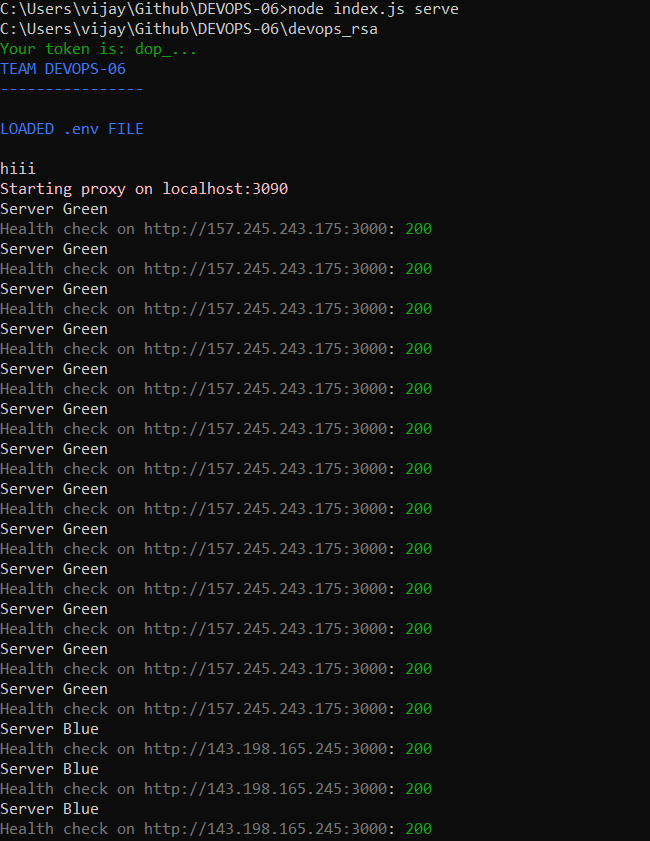 C:\Users\vijay\Github\DEVOPS-06>node index.js serve
C:\Users\vijay\Github\DEVOPS-06\devops_rsa
Your token is: dop_...
TEAM DEVOPS-06
----------------
LOADED .env FILE
hiii
Starting proxy on localhost:3090
Server Green
Health check on http://157.245.243.175:3000: 200
Server Green
Health check on http://157.245.243.175:3000: 200
Server Green
Health check on http://157.245.243.175:3000: 200
Server Green
Health check on http://157.245.243.175:3000: 200
Server Green
Health check on http://157.245.243.175:3000: 200
Server Green
Health check on http://157.245.243.175:3000: 200
Server Green
Health check on http://157.245.243.175:3000: 200
Server Green
Health check on http://157.245.243.175:3000: 200
Server Green
Health check on http://157.245.243.175:3000: 200
Server Green
Health check on http://157.245.243.175:3000: 200
Server Green
Health check on http://157.245.243.175:3000: 200
Server Green
Health check on http://157.245.243.175:3000: 200
Server Green
Health check on http://157.245.243.175:3000: 200
Server Blue
Health check on http://143.198.165.245:3000: 200
Server Blue
Health check on http://143.198.165.245:3000: 200
Server Blue
Health check on http://143.198.165.245:3000: 200